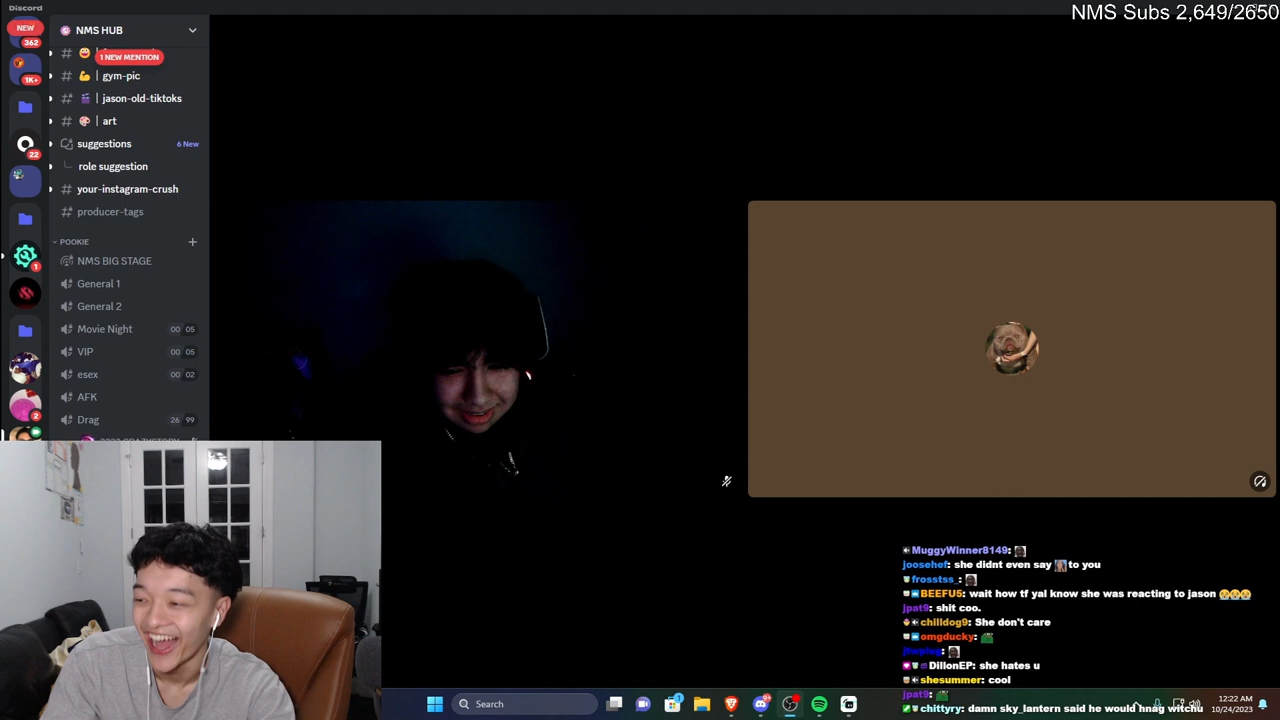 Discord
NMS Subs 2,649/2650
NEW
362
1K+
22
1
2
NMS HUB
1 NEW MENTION
gym-pic
jason-old-tiktoks
art
suggestions 6 New
role suggestion
your-instagram-crush
producer-tags
POOKIE
NMS BIG STAGE
General 1
General 2
Movie Night 00 05
VIP 00 05
esex 00 02
AFK
Drag 26 99
MuggyWinner8149:
joosehef: she didnt even say to you
frosstss_:
BEEFU5: wait how tf yal know she was reacting to jason 😭😭😭
jpat9: shit coo.
chilldog9: She don't care
omgducky:
DillonEP: she hates u
shesummer: cool
jpat9:
chittyry: damn sky_lantern said he would hnag witchu
Search
12:22 AM
10/24/2023